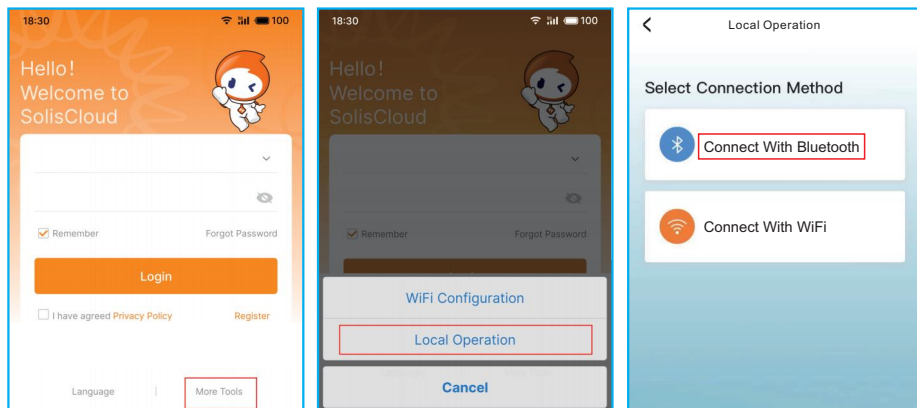 18:30
100
Hello!
Welcome to
SolisCloud
Remember
Forgot Password
Login
I have agreed Privacy Policy
Register
Language
More Tools
18:30
100
Hello!
Welcome to
SolisCloud
Remember
Forgot Password
WiFi Configuration
Local Operation
Cancel
Local Operation
Select Connection Method
Connect With Bluetooth
Connect With WiFi